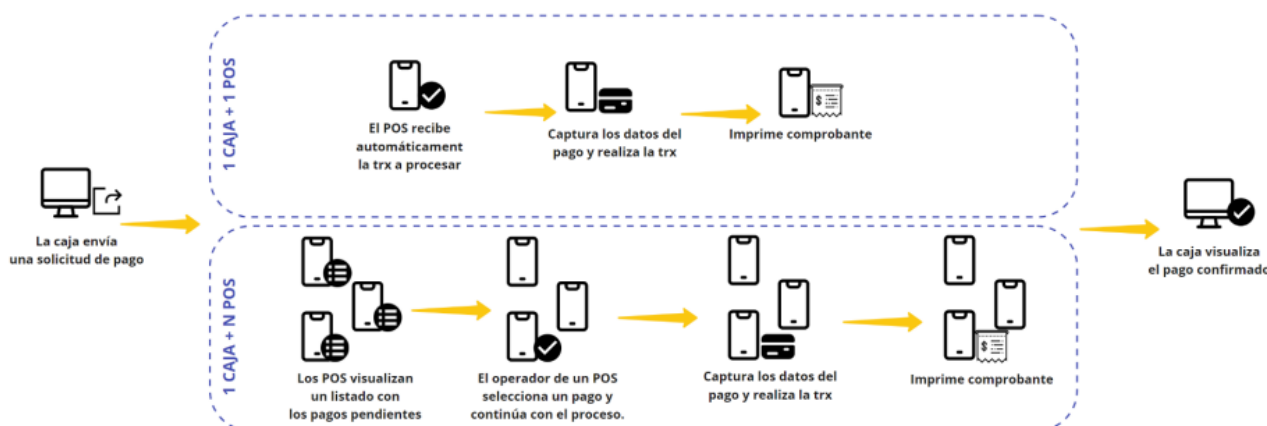 La caja envía
una solicitud de pago
1 CAJA + 1 POS
El POS recibe
automáticament
la trx a procesar
Captura los datos del
pago y realiza la trx
Imprime comprobante
$
1 CAJA + N POS
Los POS visualizan
un listado con
los pagos pendientes
El operador de un POS
selecciona un pago y
continúa con el proceso.
Captura los datos del
pago y realiza la trx
Imprime comprobante
$
La caja visualiza
el pago confirmado